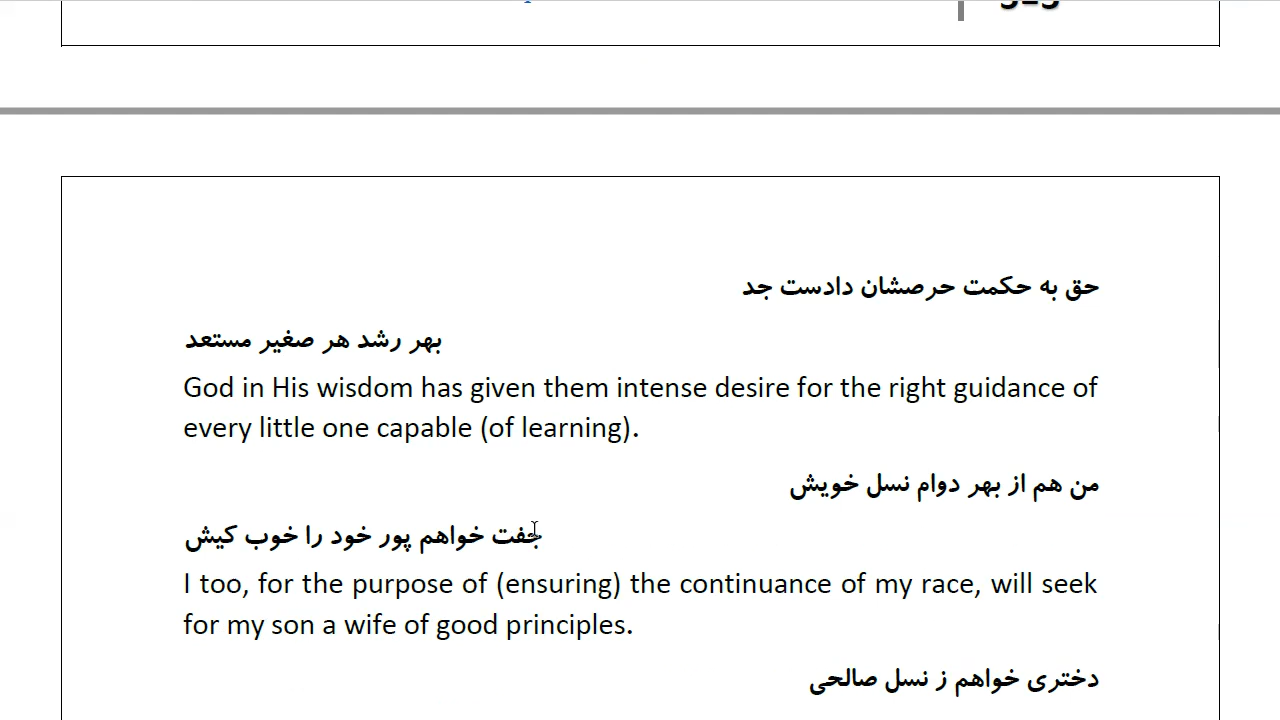 حق به حکمت حرصشان دادست جد
بهر رشد هر صغیر مستعد
God in His wisdom has given them intense desire for the right guidance of
every little one capable (of learning).
من هم از بهر دوام نسل خویش
جفت خواهم پور خود را خوب کیش
I too, for the purpose of (ensuring) the continuance of my race, will seek
for my son a wife of good principles.
دختری خواهم ز نسل صالحی